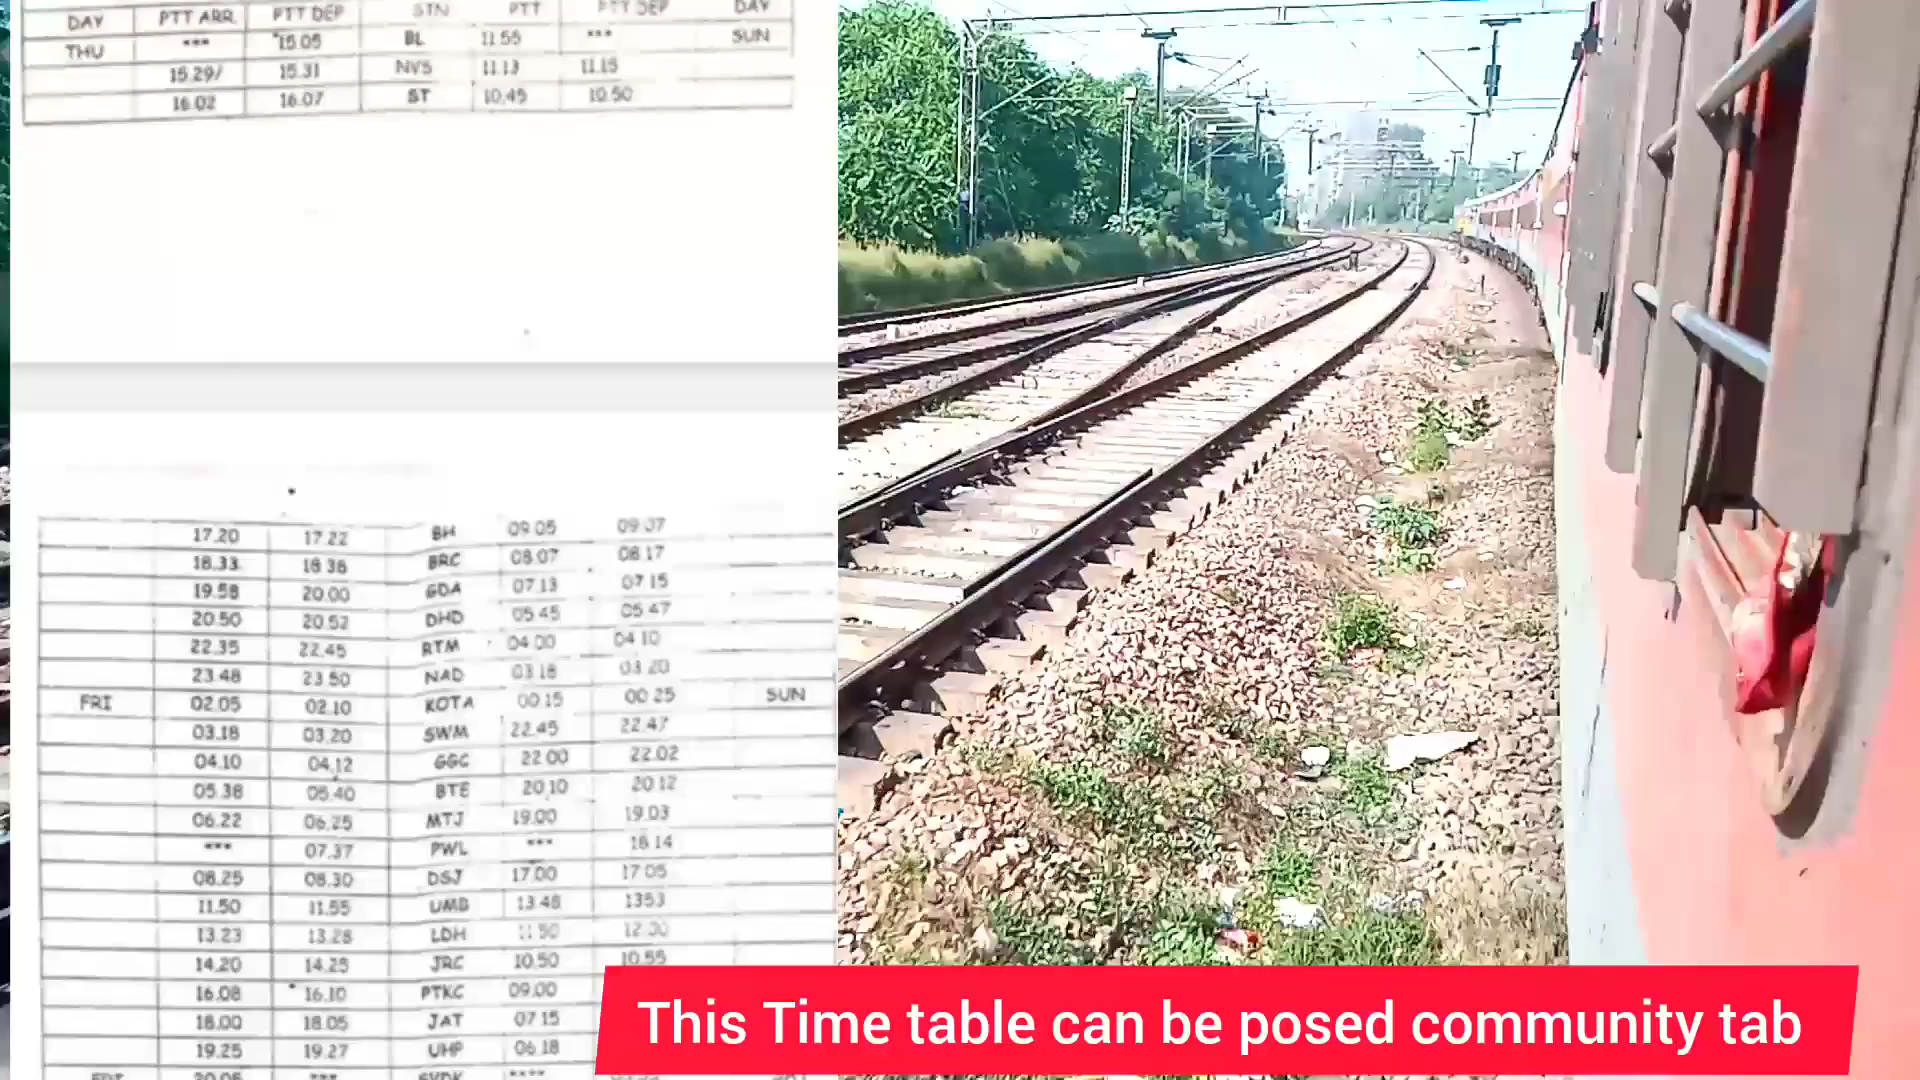 DAY PTT ARR PTT DEP STN PTT PTT DEP DAY
THU *** 15.05 BL 11.55 *** SUN
15.29/ 15.31 NVS 11.13 11.15
16.02 16.07 ST 10.45 10.50
17.20 17.22 BH 09.05 09.07
18.33 18.38 BRC 08.07 08.17
19.58 20.00 GDA 07.13 07.15
20.50 20.52 DHD 05.45 05.47
22.35 22.45 RTM 04.00 04.10
23.48 23.50 NAD 03.18 03.20
FRI 02.05 02.10 KOTA 00.15 00.25 SUN
03.18 03.20 SWM 22.45 22.47
04.10 04.12 GGC 22.00 22.02
05.38 05.40 BTE 20.10 20.12
06.22 06.25 MTJ 19.00 19.03
*** 07.37 PWL *** 18.14
08.25 08.30 DSJ 17.00 17.05
11.50 11.55 UMB 13.48 1353
13.23 13.28 LDH
14.20 14.25 JRC 10.50 10.55
16.08 16.10 PTKC 09.00
18.00 18.05 JAT 07.15
19.25 19.27 UHP 06.18
This Time table can be posed community tab